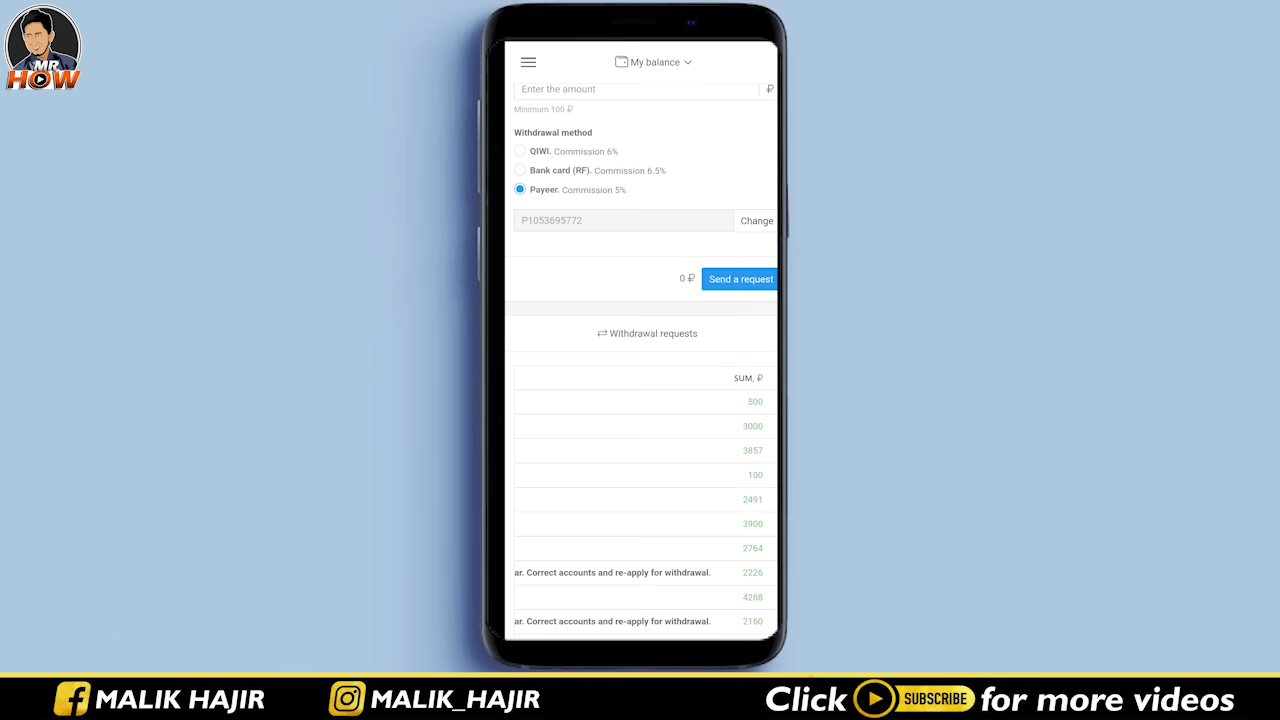 MR
HOW
My balance
Enter the amount ₽
Minimum 100 ₽
Withdrawal method
QIWI. Commission 6%
Bank card (RF). Commission 6.5%
Payeer. Commission 5%
P1053695772 Change
0 ₽ Send a request
Withdrawal requests
SUM, ₽
500
3000
3857
100
2491
3900
2764
ar. Correct accounts and re-apply for withdrawal. 2226
4268
ar. Correct accounts and re-apply for withdrawal. 2160
MALIK HAJIR MALIK_HAJIR Click SUBSCRIBE for more videos